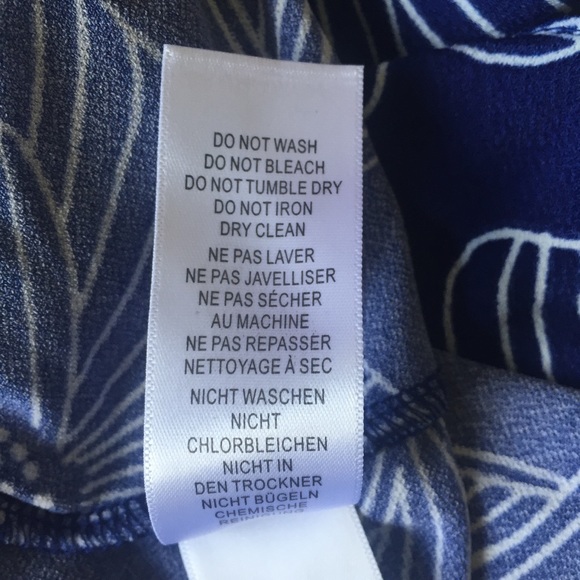 DO NOT WASH
DO NOT BLEACH
DO NOT TUMBLE DRY
DO NOT IRON
DRY CLEAN
NE PAS LAVER
NE PAS JAVELLISER
NE PAS SÉCHER
AU MACHINE
NE PAS REPASSER
NETTOYAGE À SEC
NICHT WASCHEN
NICHT
CHLORBLEICHEN
NICHT IN
DEN TROCKNER
NICHT BÜGELN
CHEMISCHE
REINIGUNG